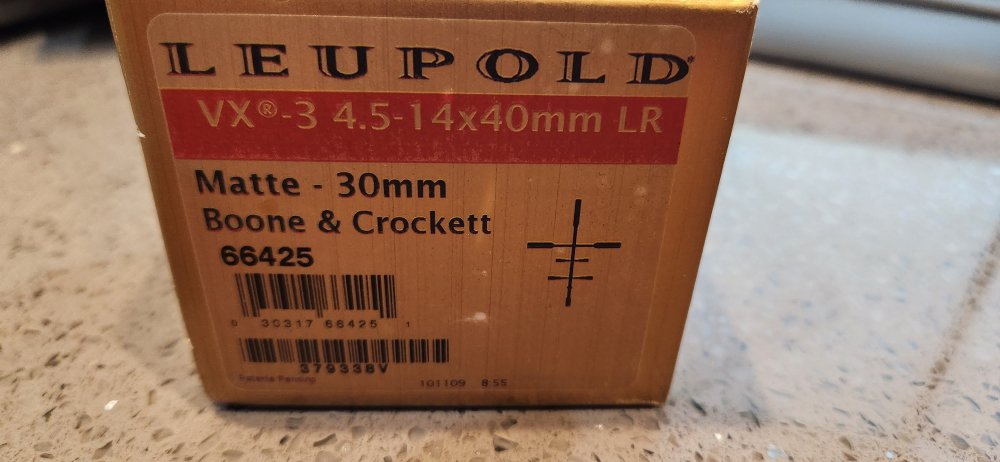 LEUPOLD®
VX®-3 4.5-14x40mm LR
Matte - 30mm
Boone & Crockett
66425
0 30317 66425 1
379338V
Patents Pending
101109 8:55